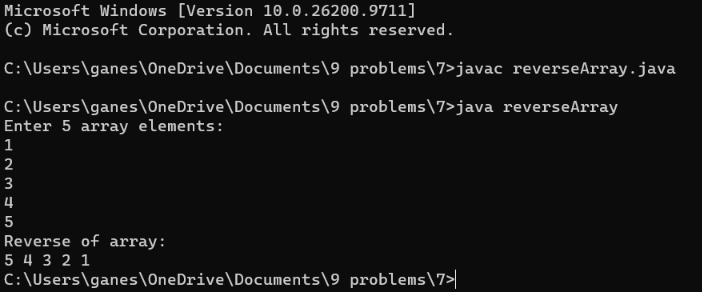 Microsoft Windows [Version 10.0.26200.9711]
(c) Microsoft Corporation. All rights reserved.
C:\Users\ganes\OneDrive\Documents\9 problems\7>javac reverseArray.java
C:\Users\ganes\OneDrive\Documents\9 problems\7>java reverseArray
Enter 5 array elements:
1
2
3
4
5
Reverse of array:
5 4 3 2 1
C:\Users\ganes\OneDrive\Documents\9 problems\7>